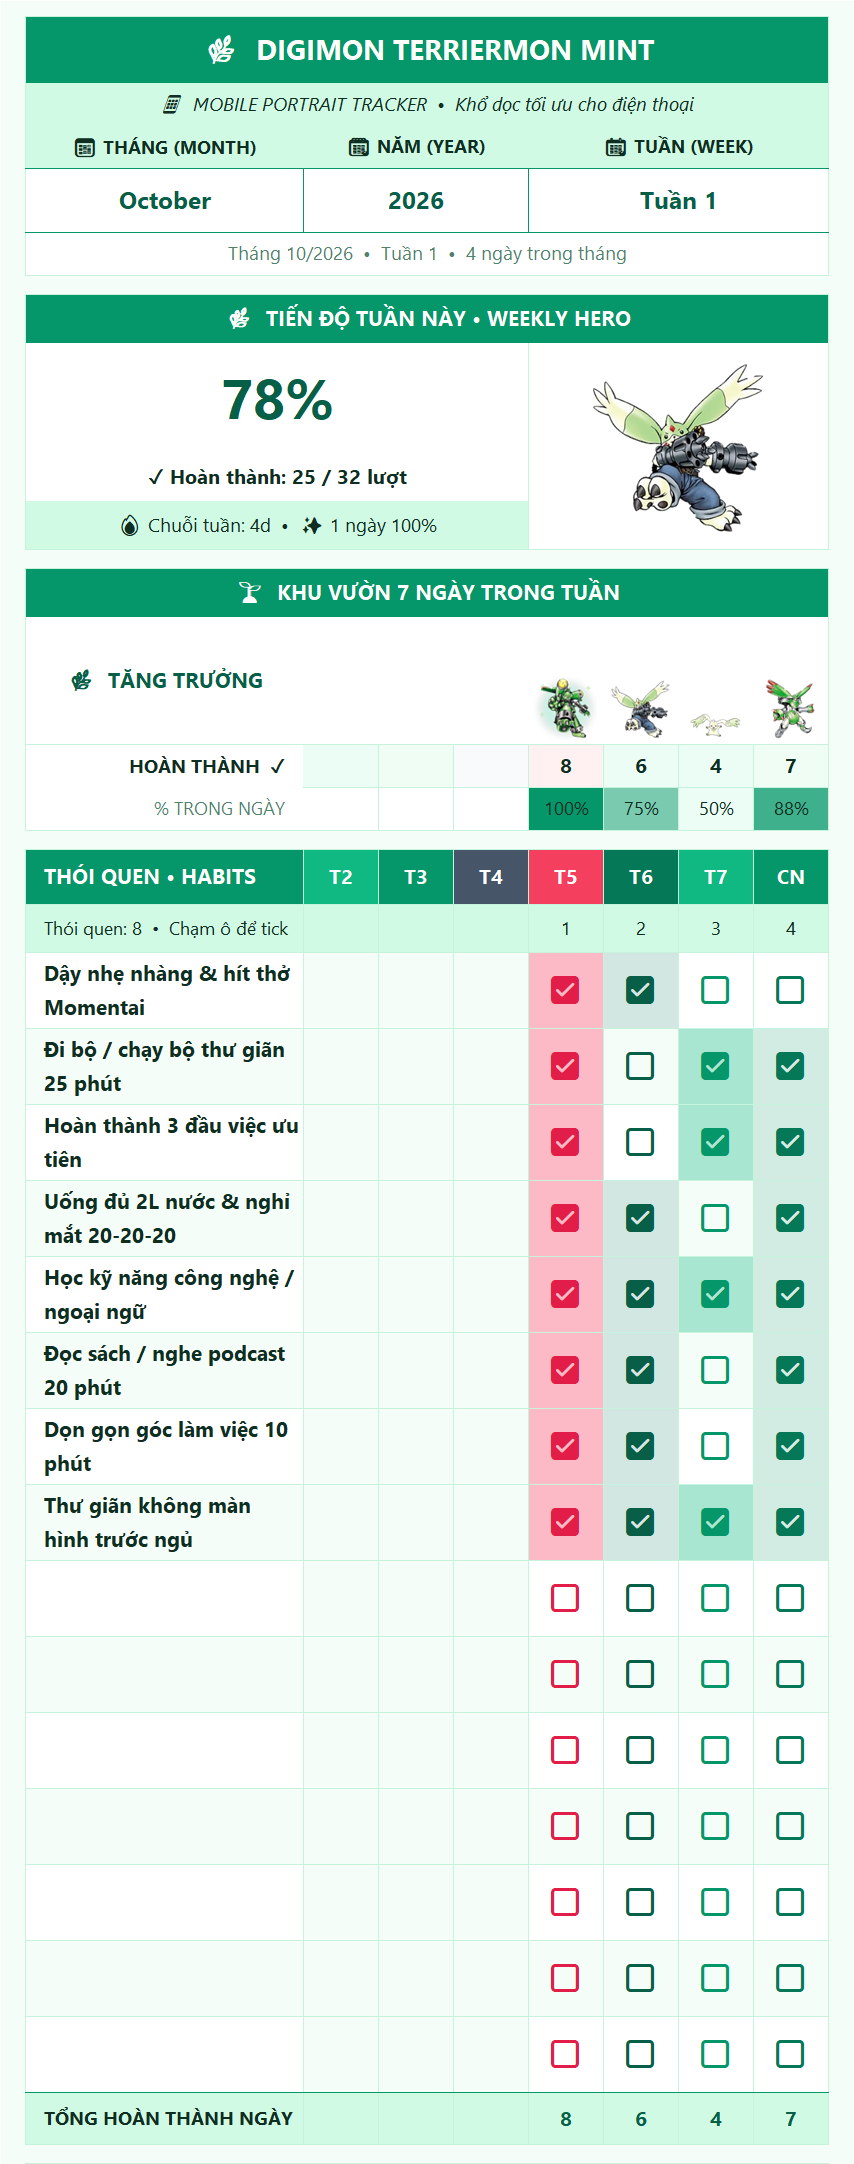 DIGIMON TERRIERMON MINT
MOBILE PORTRAIT TRACKER • Khổ dọc tối ưu cho điện thoại
THÁNG (MONTH) NĂM (YEAR) TUẦN (WEEK)
October 2026 Tuần 1
Tháng 10/2026 • Tuần 1 • 4 ngày trong tháng
TIẾN ĐỘ TUẦN NÀY • WEEKLY HERO
78%
✓ Hoàn thành: 25 / 32 lượt
Chuỗi tuần: 4d • 1 ngày 100%
KHU VƯỜN 7 NGÀY TRONG TUẦN
TĂNG TRƯỞNG
HOÀN THÀNH ✓ 8 6 4 7
% TRONG NGÀY 100% 75% 50% 88%
THÓI QUEN • HABITS T2 T3 T4 T5 T6 T7 CN
Thói quen: 8 • Chạm ô để tick 1 2 3 4
Dậy nhẹ nhàng & hít thở
Momentai
Đi bộ / chạy bộ thư giãn
25 phút
Hoàn thành 3 đầu việc ưu
tiên
Uống đủ 2L nước & nghỉ
mắt 20-20-20
Học kỹ năng công nghệ /
ngoại ngữ
Đọc sách / nghe podcast
20 phút
Dọn gọn góc làm việc 10
phút
Thư giãn không màn
hình trước ngủ
TỔNG HOÀN THÀNH NGÀY 8 6 4 7